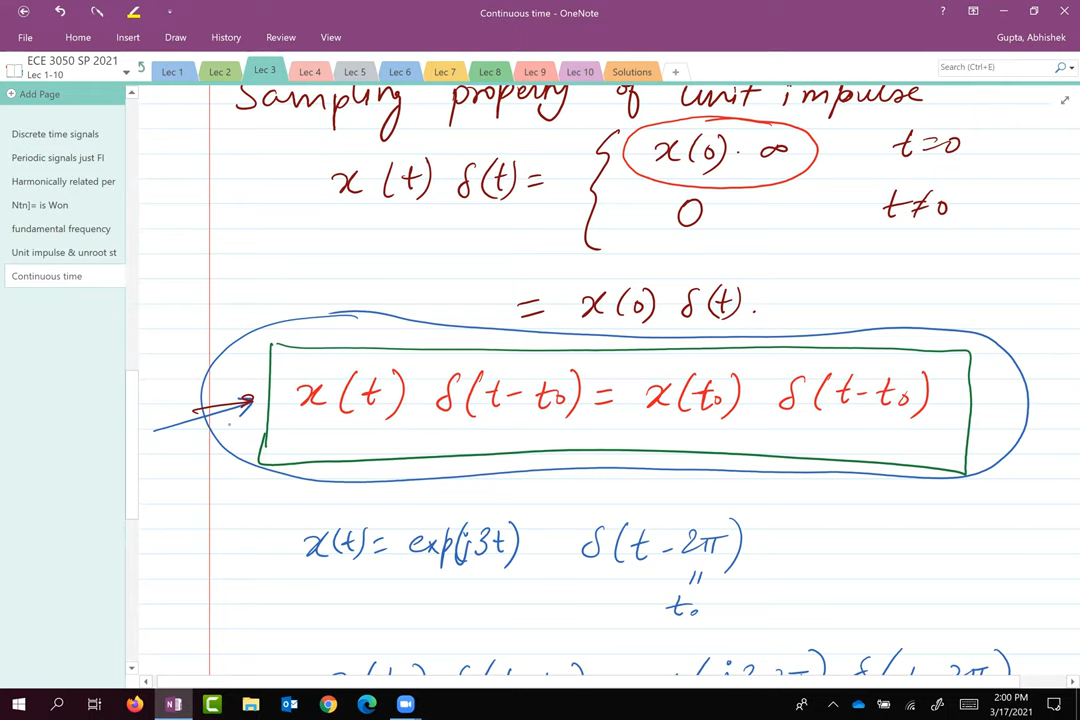 Continuous time - OneNote
Gupta, Abhishek
File Home Insert Draw History Review View
ECE 3050 SP 2021
Lec 1-10
Lec 1 Lec 2 Lec 3 Lec 4 Lec 5 Lec 6 Lec 7 Lec 8 Lec 9 Lec 10 Solutions +
Search (Ctrl+E)
Add Page
Discrete time signals
Periodic signals just FI
Harmonically related per
Ntn]= is Won
fundamental frequency
Unit impulse & unroot st
Continuous time
Sampling property of unit impulse
x(t) δ(t) = { x(0) · ∞ t=0
0 t≠0
= x(0) δ(t).
x(t) δ(t-t₀) = x(t₀) δ(t-t₀)
x(t) = exp(j3t) δ(t-2π)
=
t₀
2:00 PM
3/17/2021